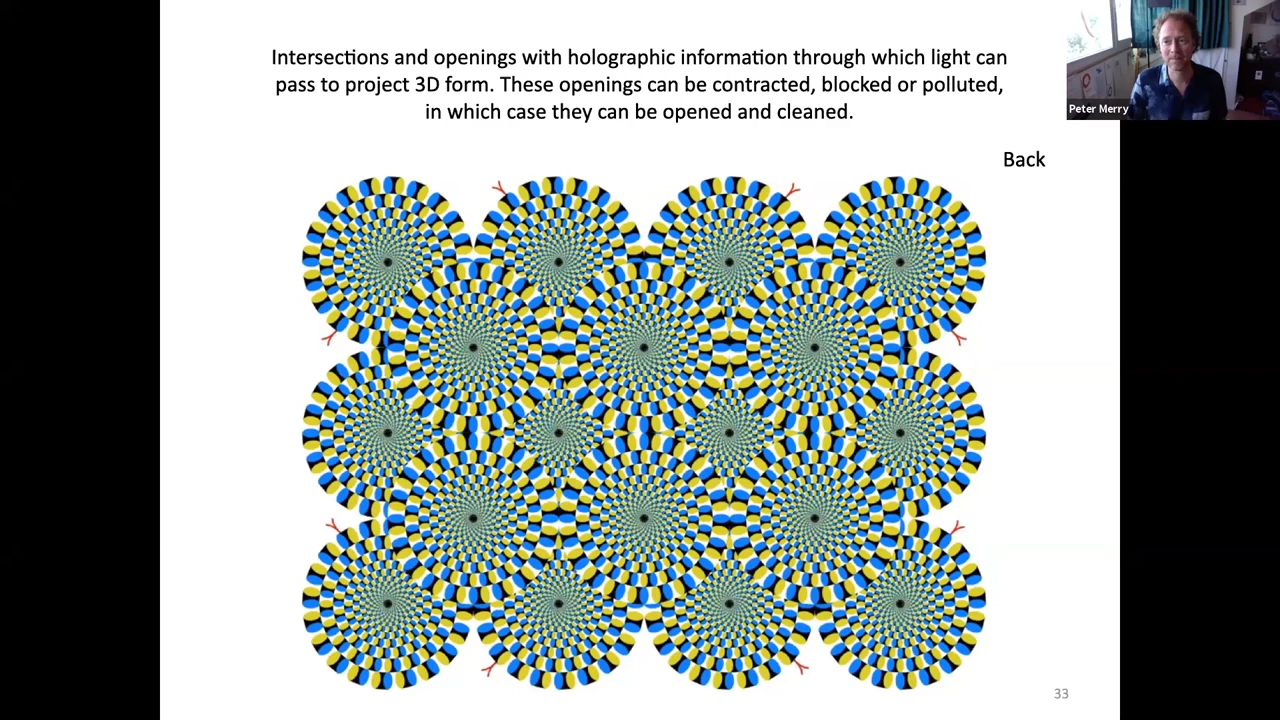 Intersections and openings with holographic information through which light can
pass to project 3D form. These openings can be contracted, blocked or polluted,
in which case they can be opened and cleaned.
Peter Merry
Back
33